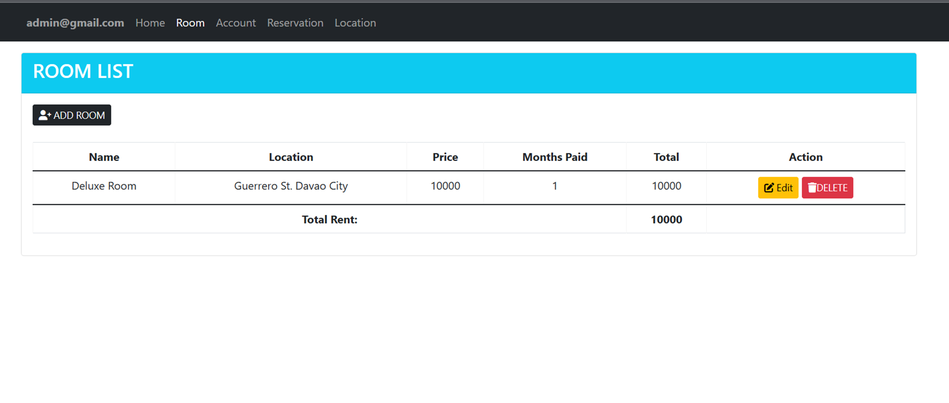 admin@gmail.com Home Room Account Reservation Location
ROOM LIST
ADD ROOM
Name Location Price Months Paid Total Action
Deluxe Room Guerrero St. Davao City 10000 1 10000 Edit DELETE
Total Rent: 10000